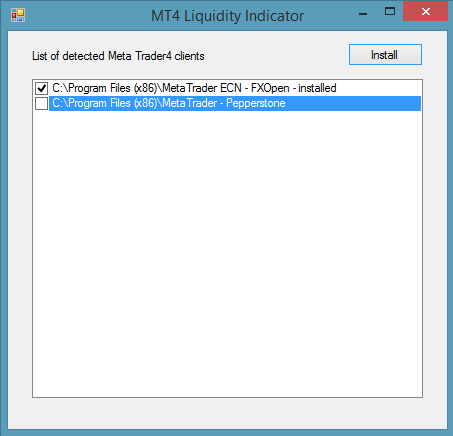 MT4 Liquidity Indicator
List of detected Meta Trader4 clients
Install
C:\Program Files (x86)\MetaTrader ECN - FXOpen - installed
C:\Program Files (x86)\MetaTrader - Pepperstone